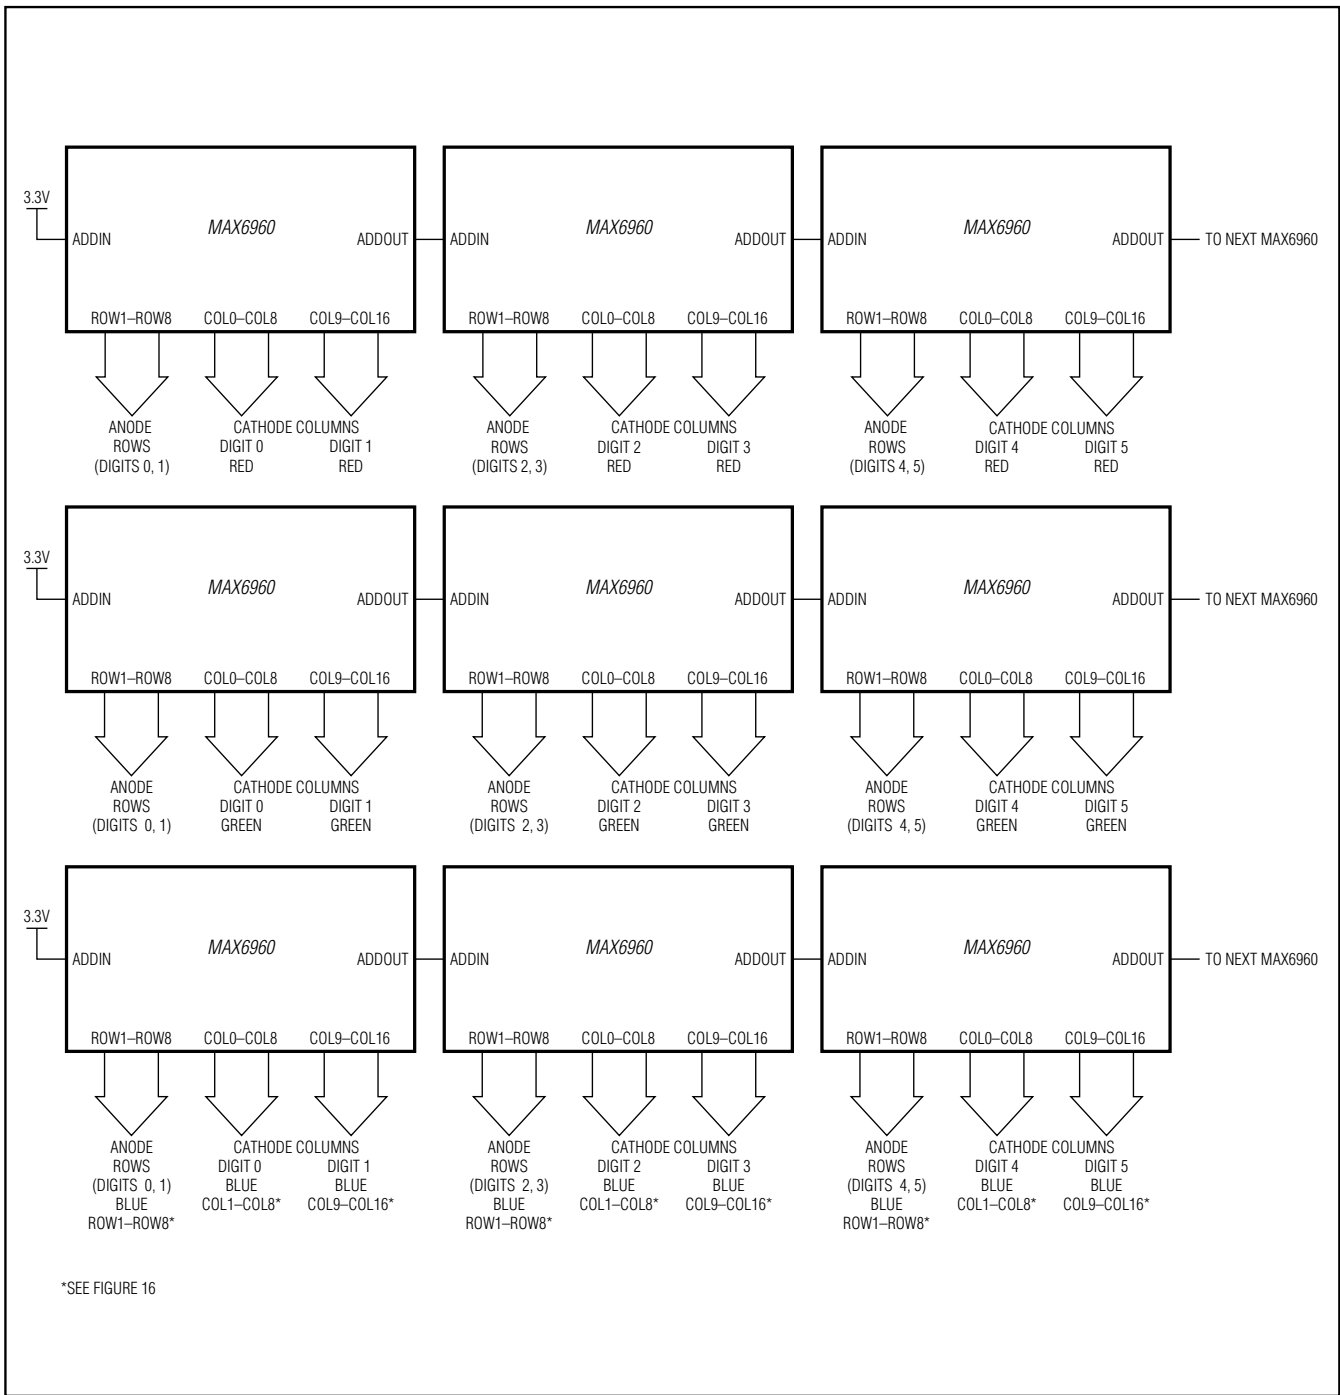 3.3V
ADDIN MAX6960 ADDOUT ADDIN MAX6960 ADDOUT ADDIN MAX6960 ADDOUT TO NEXT MAX6960
ROW1–ROW8 COL0–COL8 COL9–COL16 ROW1–ROW8 COL0–COL8 COL9–COL16 ROW1–ROW8 COL0–COL8 COL9–COL16
ANODE CATHODE COLUMNS ANODE CATHODE COLUMNS ANODE CATHODE COLUMNS
ROWS DIGIT 0 DIGIT 1 ROWS DIGIT 2 DIGIT 3 ROWS DIGIT 4 DIGIT 5
(DIGITS 0, 1) RED RED (DIGITS 2, 3) RED RED (DIGITS 4, 5) RED RED
3.3V
ADDIN MAX6960 ADDOUT ADDIN MAX6960 ADDOUT ADDIN MAX6960 ADDOUT TO NEXT MAX6960
ROW1–ROW8 COL0–COL8 COL9–COL16 ROW1–ROW8 COL0–COL8 COL9–COL16 ROW1–ROW8 COL0–COL8 COL9–COL16
ANODE CATHODE COLUMNS ANODE CATHODE COLUMNS ANODE CATHODE COLUMNS
ROWS DIGIT 0 DIGIT 1 ROWS DIGIT 2 DIGIT 3 ROWS DIGIT 4 DIGIT 5
(DIGITS 0, 1) GREEN GREEN (DIGITS 2, 3) GREEN GREEN (DIGITS 4, 5) GREEN GREEN
3.3V
ADDIN MAX6960 ADDOUT ADDIN MAX6960 ADDOUT ADDIN MAX6960 ADDOUT TO NEXT MAX6960
ROW1–ROW8 COL0–COL8 COL9–COL16 ROW1–ROW8 COL0–COL8 COL9–COL16 ROW1–ROW8 COL0–COL8 COL9–COL16
ANODE CATHODE COLUMNS ANODE CATHODE COLUMNS ANODE CATHODE COLUMNS
ROWS DIGIT 0 DIGIT 1 ROWS DIGIT 2 DIGIT 3 ROWS DIGIT 4 DIGIT 5
(DIGITS 0, 1) BLUE BLUE (DIGITS 2, 3) BLUE BLUE (DIGITS 4, 5) BLUE BLUE
BLUE COL1–COL8* COL9–COL16* BLUE COL1–COL8* COL9–COL16* BLUE COL1–COL8* COL9–COL16*
ROW1–ROW8* ROW1–ROW8* ROW1–ROW8*
*SEE FIGURE 16